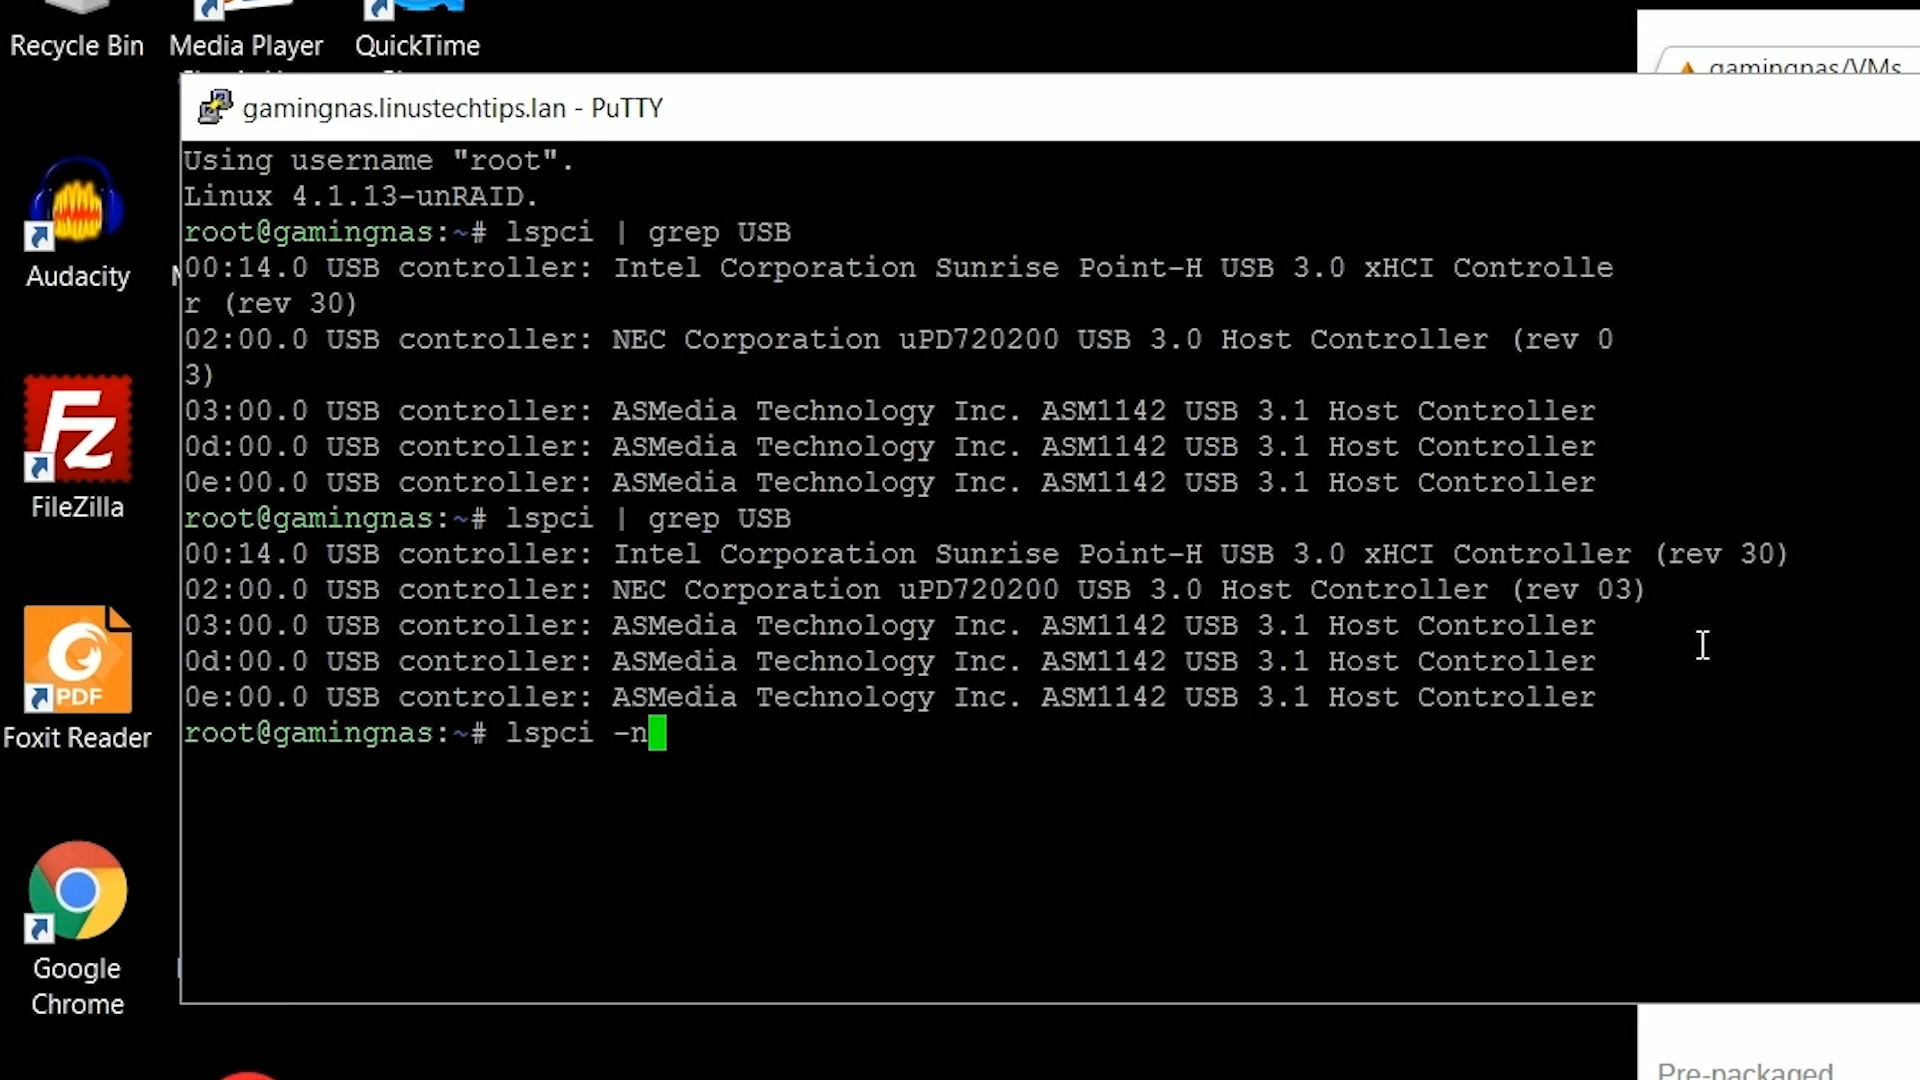 Recycle Bin
Media Player
QuickTime
gamingnas/VMs
gamingnas.linustechtips.lan - PuTTY
Using username "root".
Linux 4.1.13-unRAID.
root@gamingnas:~# lspci | grep USB
00:14.0 USB controller: Intel Corporation Sunrise Point-H USB 3.0 xHCI Controlle
r (rev 30)
02:00.0 USB controller: NEC Corporation uPD720200 USB 3.0 Host Controller (rev 0
3)
03:00.0 USB controller: ASMedia Technology Inc. ASM1142 USB 3.1 Host Controller
0d:00.0 USB controller: ASMedia Technology Inc. ASM1142 USB 3.1 Host Controller
0e:00.0 USB controller: ASMedia Technology Inc. ASM1142 USB 3.1 Host Controller
root@gamingnas:~# lspci | grep USB
00:14.0 USB controller: Intel Corporation Sunrise Point-H USB 3.0 xHCI Controller (rev 30)
02:00.0 USB controller: NEC Corporation uPD720200 USB 3.0 Host Controller (rev 03)
03:00.0 USB controller: ASMedia Technology Inc. ASM1142 USB 3.1 Host Controller
0d:00.0 USB controller: ASMedia Technology Inc. ASM1142 USB 3.1 Host Controller
0e:00.0 USB controller: ASMedia Technology Inc. ASM1142 USB 3.1 Host Controller
root@gamingnas:~# lspci -n
Audacity
Fz
FileZilla
PDF
Foxit Reader
Google
Chrome
Pre-packaged